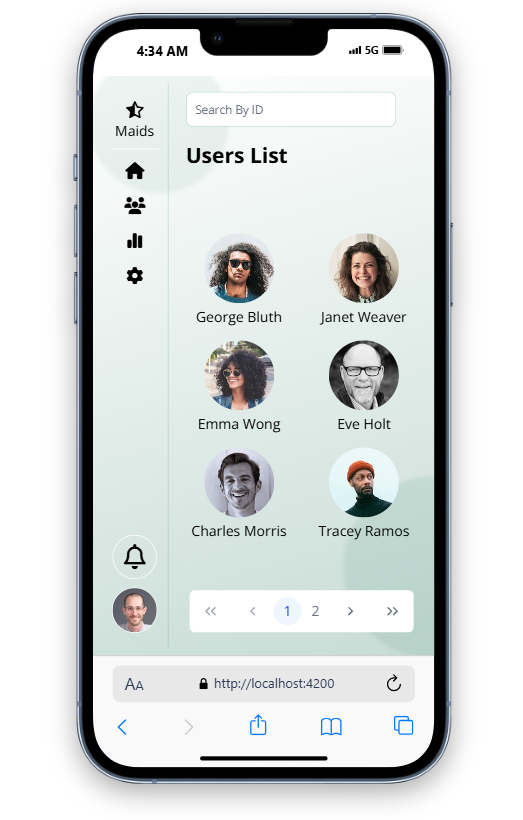 4:34 AM
5G
Maids
Search By ID
Users List
George Bluth
Janet Weaver
Emma Wong
Eve Holt
Charles Morris
Tracey Ramos
« ‹ 1 2 › »
AA
http://localhost:4200